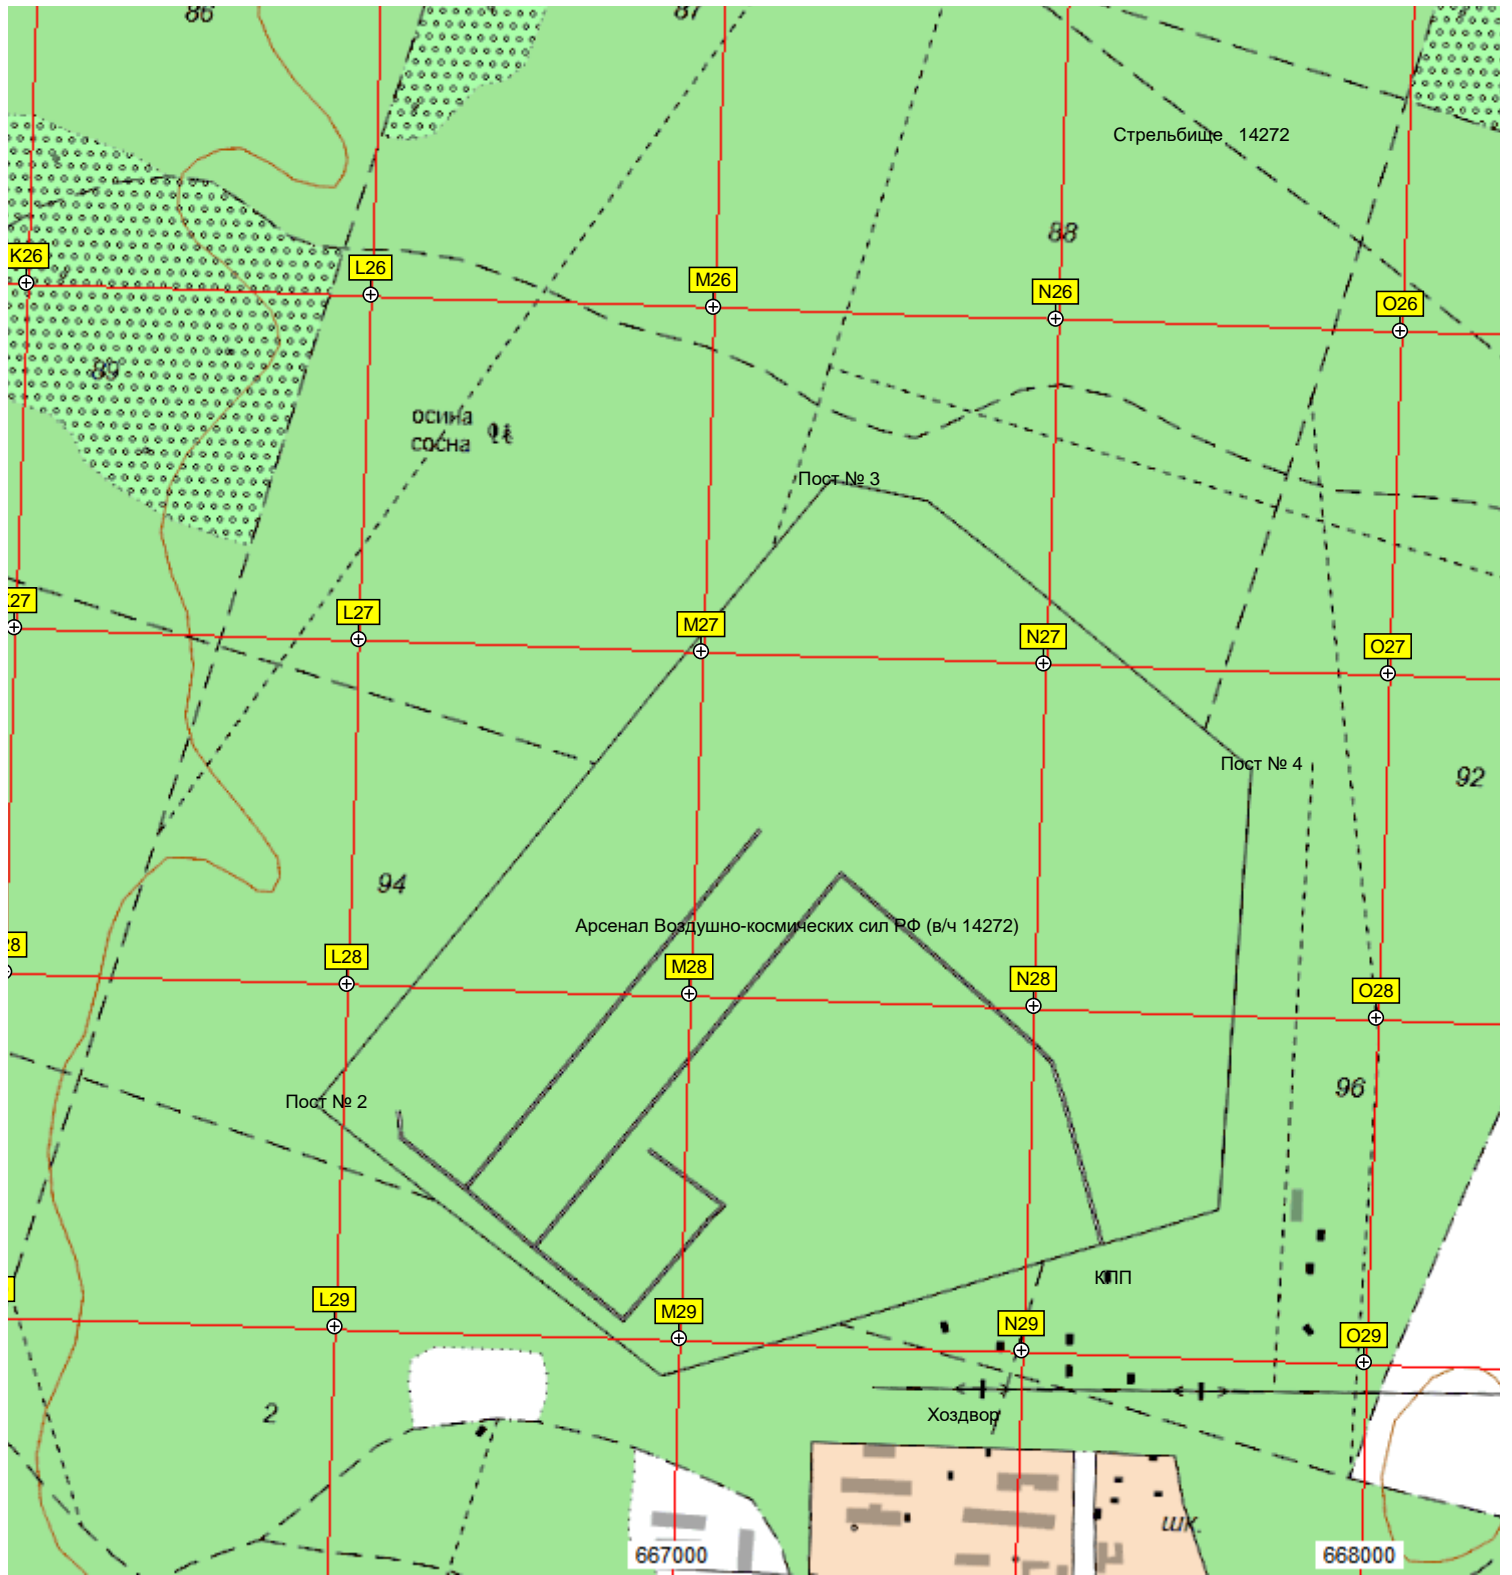 86
87
Стрельбище 14272
88
K26
L26
M26
N26
O26
89
осина
сосна
Пост № 3
L27
M27
N27
O27
Пост № 4
92
94
Арсенал Воздушно-космических сил РФ (в/ч 14272)
L28
M28
N28
O28
Пост № 2
96
КПП
L29
M29
N29
O29
2
Хоздвор
шк.
667000
668000